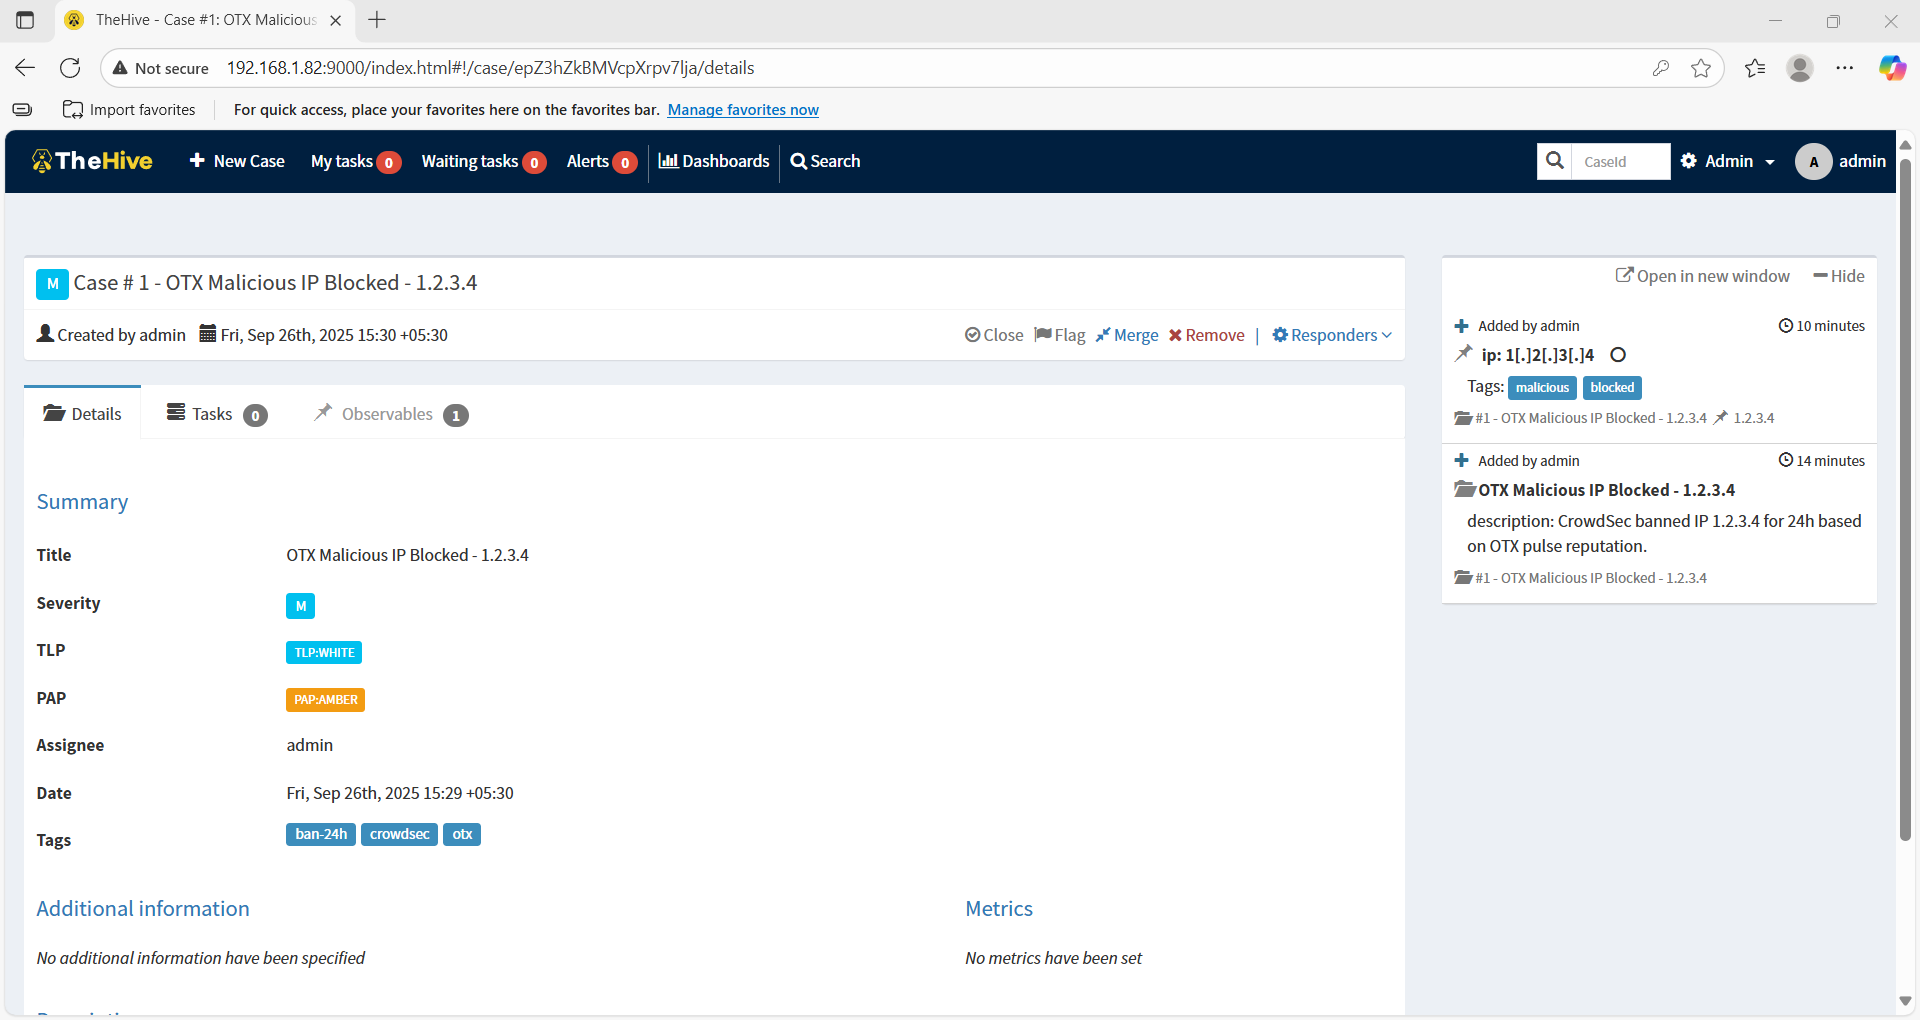 TheHive - Case #1: OTX Malicious
Not secure 192.168.1.82:9000/index.html#!/case/epZ3hZkBMVcpXrpv7lja/details
Import favorites For quick access, place your favorites here on the favorites bar. Manage favorites now
TheHive New Case My tasks 0 Waiting tasks 0 Alerts 0 Dashboards Search CaseId Admin A admin
M Case # 1 - OTX Malicious IP Blocked - 1.2.3.4
Created by admin Fri, Sep 26th, 2025 15:30 +05:30 Close Flag Merge Remove | Responders
Details Tasks 0 Observables 1
Summary
Title OTX Malicious IP Blocked - 1.2.3.4
Severity M
TLP TLP:WHITE
PAP PAP:AMBER
Assignee admin
Date Fri, Sep 26th, 2025 15:29 +05:30
Tags ban-24h crowdsec otx
Additional information
No additional information have been specified
Metrics
No metrics have been set
Open in new window Hide
Added by admin 10 minutes
ip: 1[.]2[.]3[.]4
Tags: malicious blocked
#1 - OTX Malicious IP Blocked - 1.2.3.4 1.2.3.4
Added by admin 14 minutes
OTX Malicious IP Blocked - 1.2.3.4
description: CrowdSec banned IP 1.2.3.4 for 24h based
on OTX pulse reputation.
#1 - OTX Malicious IP Blocked - 1.2.3.4